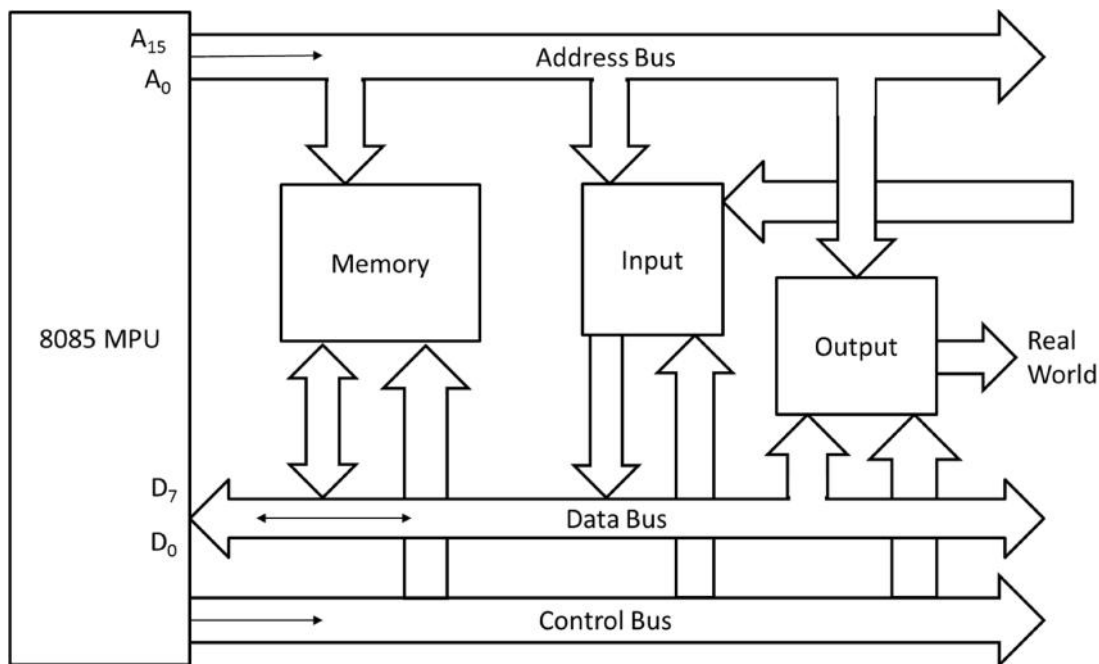 A15
Address Bus
A0
Memory
Input
8085 MPU
Output
Real
World
D7
Data Bus
D0
Control Bus